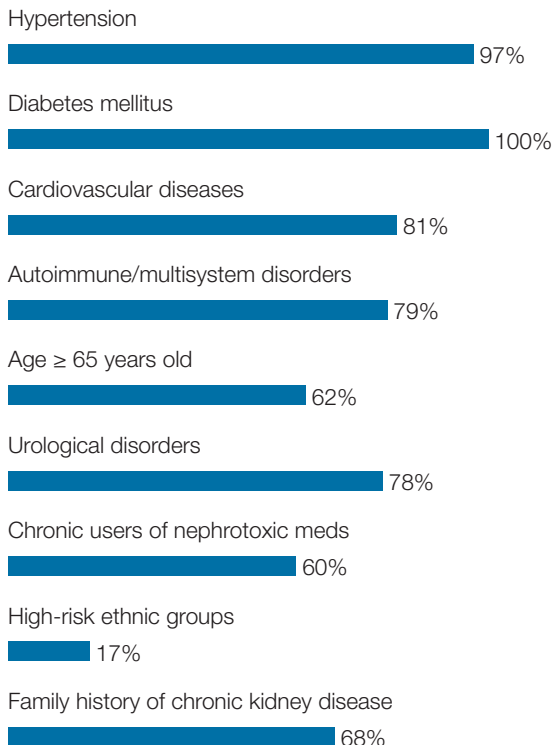 Hypertension
97%
Diabetes mellitus
100%
Cardiovascular diseases
81%
Autoimmune/multisystem disorders
79%
Age ≥ 65 years old
62%
Urological disorders
78%
Chronic users of nephrotoxic meds
60%
High-risk ethnic groups
17%
Family history of chronic kidney disease
68%